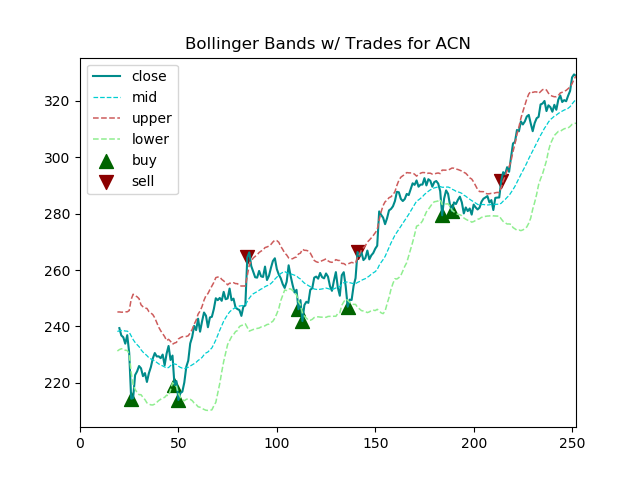 Bollinger Bands w/ Trades for ACN
close
mid
upper
lower
buy
sell
320
300
280
260
240
220
0 50 100 150 200 250